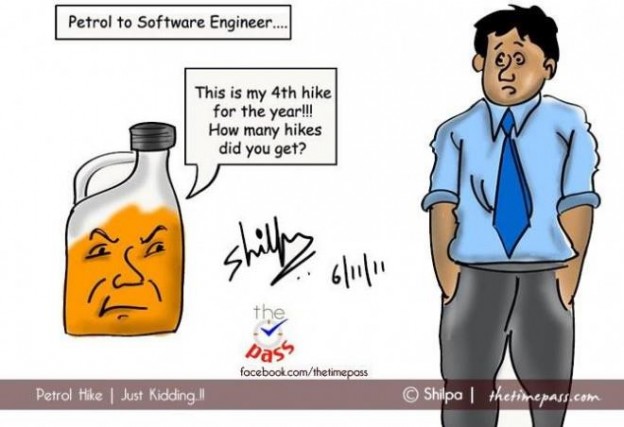 Petrol to Software Engineer....
This is my 4th hike
for the year!!!
How many hikes
did you get?
Shilpa
6/11/11
the
pass
facebook.com/thetimepass
Petrol Hike | Just Kidding.!!
© Shilpa | thetimepass.com